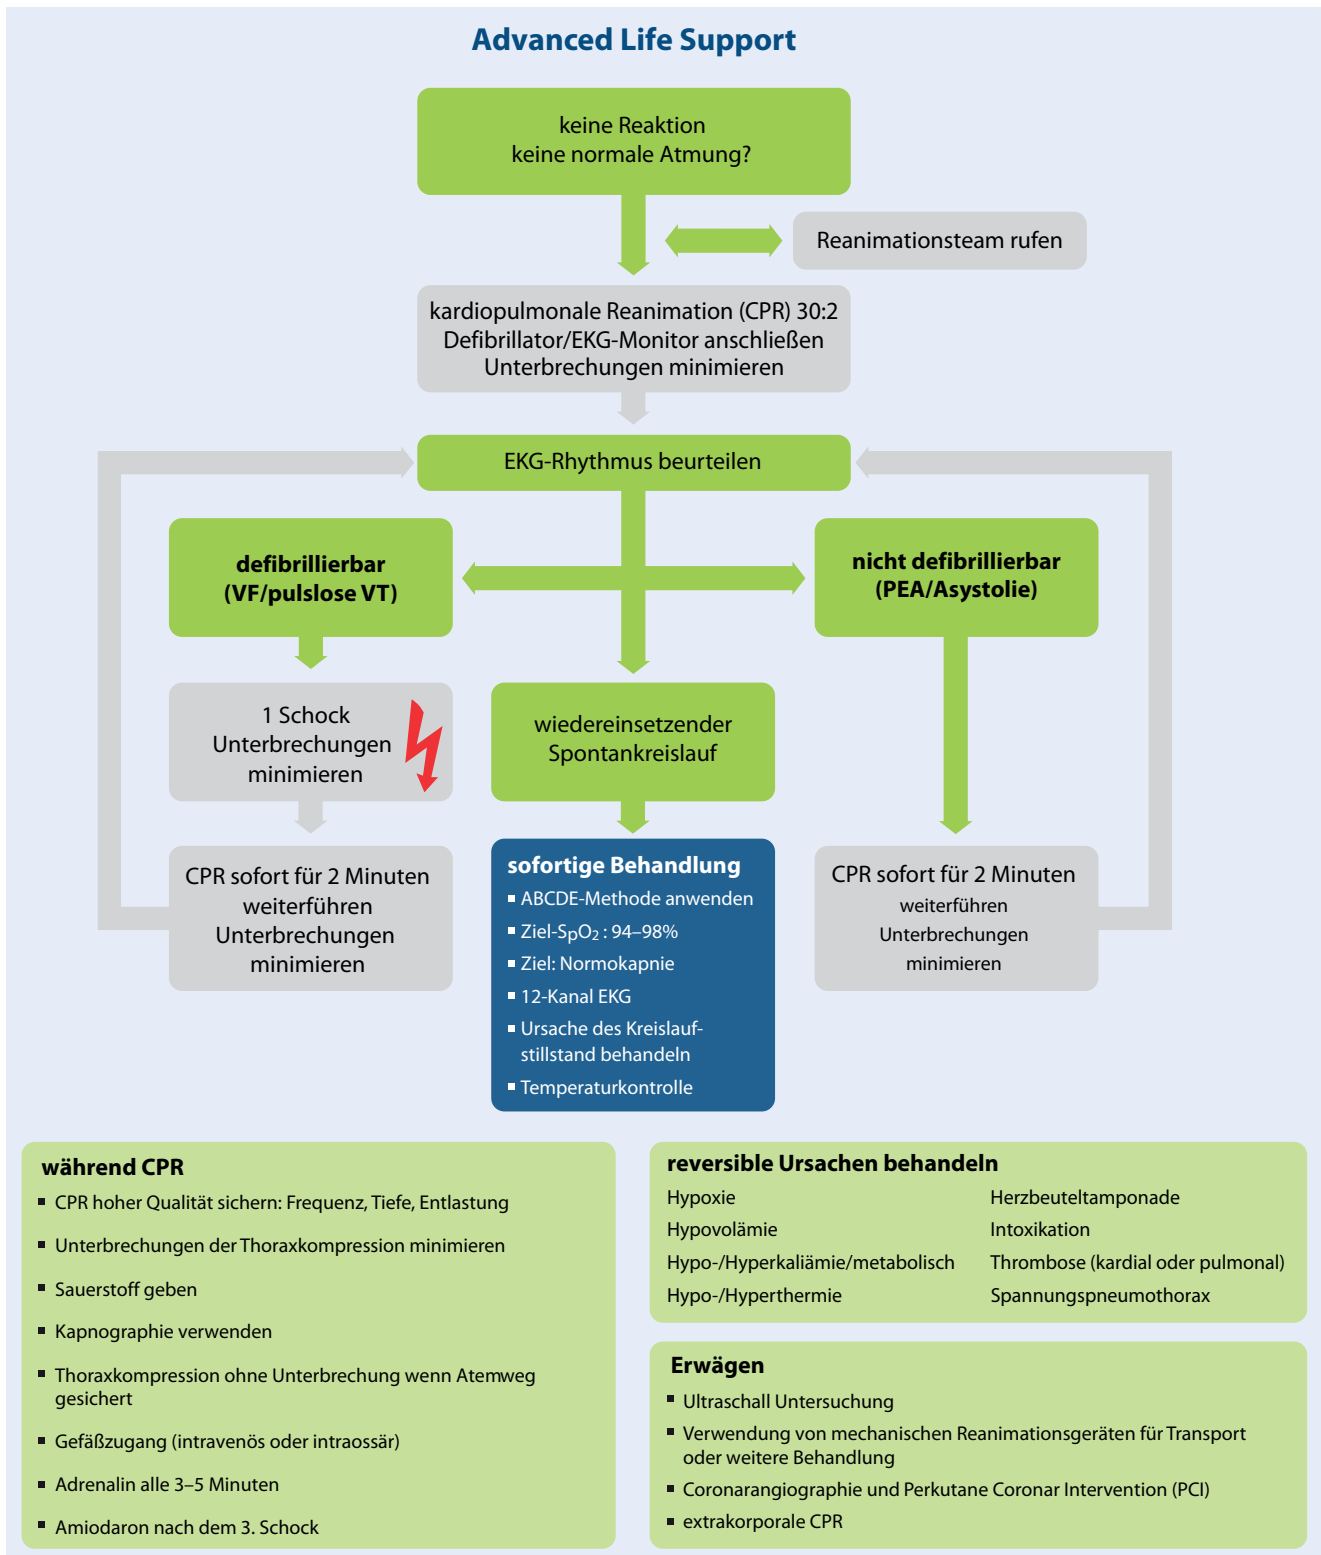 Advanced Life Support
keine Reaktion
keine normale Atmung?
Reanimationsteam rufen
kardiopulmonale Reanimation (CPR) 30:2
Defibrillator/EKG-Monitor anschließen
Unterbrechungen minimieren
EKG-Rhythmus beurteilen
defibrillierbar
(VF/pulslose VT)
nicht defibrillierbar
(PEA/Asystolie)
1 Schock
Unterbrechungen
minimieren
wiedereinsetzender
Spontankreislauf
CPR sofort für 2 Minuten
weiterführen
Unterbrechungen
minimieren
sofortige Behandlung
▪ ABCDE-Methode anwenden
▪ Ziel-SpO2 : 94–98%
▪ Ziel: Normokapnie
▪ 12-Kanal EKG
▪ Ursache des Kreislauf-
stillstand behandeln
▪ Temperaturkontrolle
CPR sofort für 2 Minuten
weiterführen
Unterbrechungen
minimieren
während CPR
▪ CPR hoher Qualität sichern: Frequenz, Tiefe, Entlastung
▪ Unterbrechungen der Thoraxkompression minimieren
▪ Sauerstoff geben
▪ Kapnographie verwenden
▪ Thoraxkompression ohne Unterbrechung wenn Atemweg
gesichert
▪ Gefäßzugang (intravenös oder intraossär)
▪ Adrenalin alle 3–5 Minuten
▪ Amiodaron nach dem 3. Schock
reversible Ursachen behandeln
Hypoxie
Hypovolämie
Hypo-/Hyperkaliämie/metabolisch
Hypo-/Hyperthermie
Herzbeuteltamponade
Intoxikation
Thrombose (kardial oder pulmonal)
Spannungspneumothorax
Erwägen
▪ Ultraschall Untersuchung
▪ Verwendung von mechanischen Reanimationsgeräten für Transport
oder weitere Behandlung
▪ Coronarangiographie und Perkutane Coronar Intervention (PCI)
▪ extrakorporale CPR